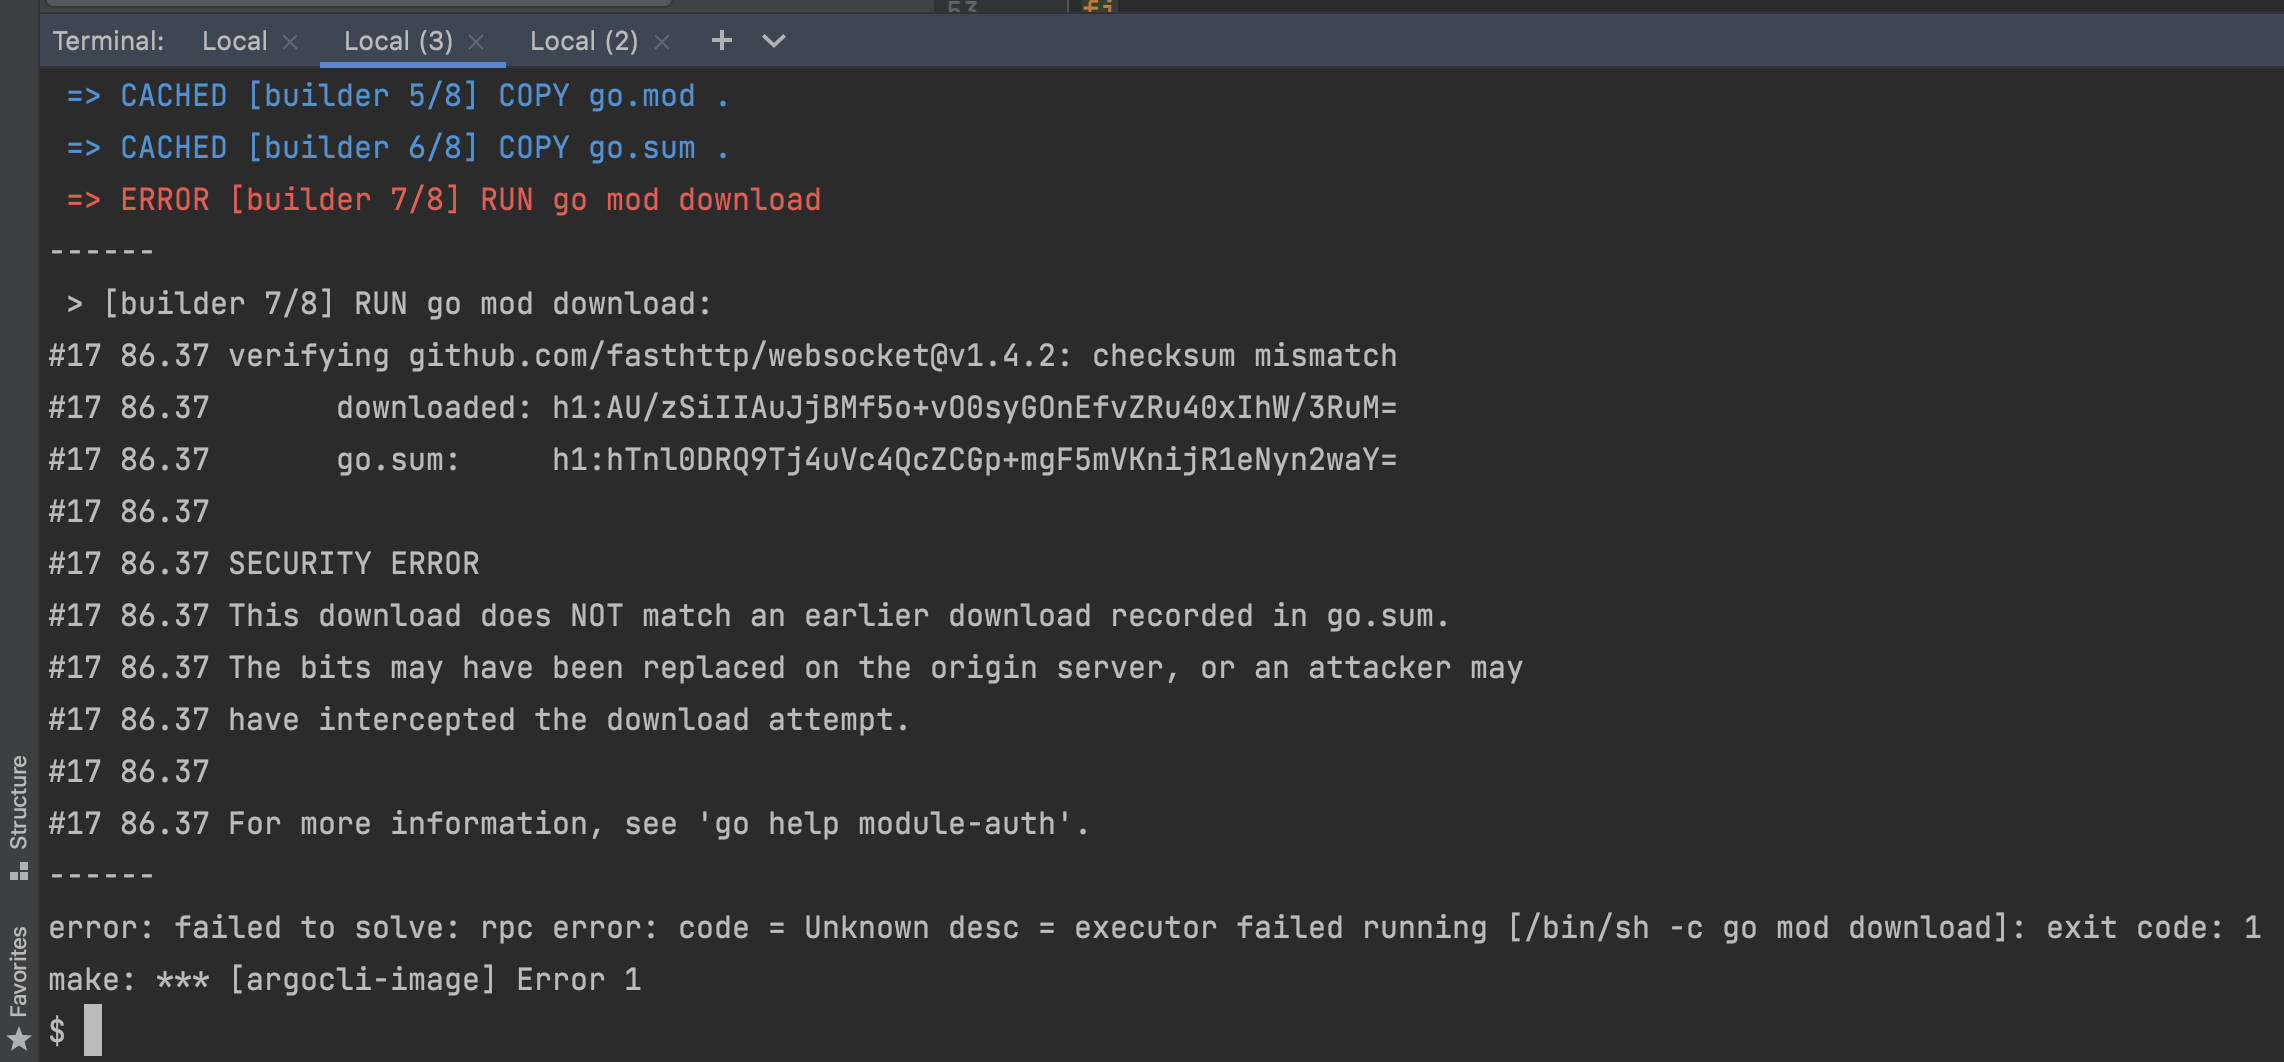 53 fi
Terminal: Local × Local (3) × Local (2) × +
=> CACHED [builder 5/8] COPY go.mod .
=> CACHED [builder 6/8] COPY go.sum .
=> ERROR [builder 7/8] RUN go mod download
------
> [builder 7/8] RUN go mod download:
#17 86.37 verifying github.com/fasthttp/websocket@v1.4.2: checksum mismatch
#17 86.37 downloaded: h1:AU/zSiIIAuJjBMf5o+vO0syGOnEfvZRu40xIhW/3RuM=
#17 86.37 go.sum: h1:hTnl0DRQ9Tj4uVc4QcZCGp+mgF5mVKnijR1eNyn2waY=
#17 86.37
#17 86.37 SECURITY ERROR
#17 86.37 This download does NOT match an earlier download recorded in go.sum.
#17 86.37 The bits may have been replaced on the origin server, or an attacker may
#17 86.37 have intercepted the download attempt.
#17 86.37
#17 86.37 For more information, see 'go help module-auth'.
------
error: failed to solve: rpc error: code = Unknown desc = executor failed running [/bin/sh -c go mod download]: exit code: 1
make: *** [argocli-image] Error 1
$
Structure
Favorites